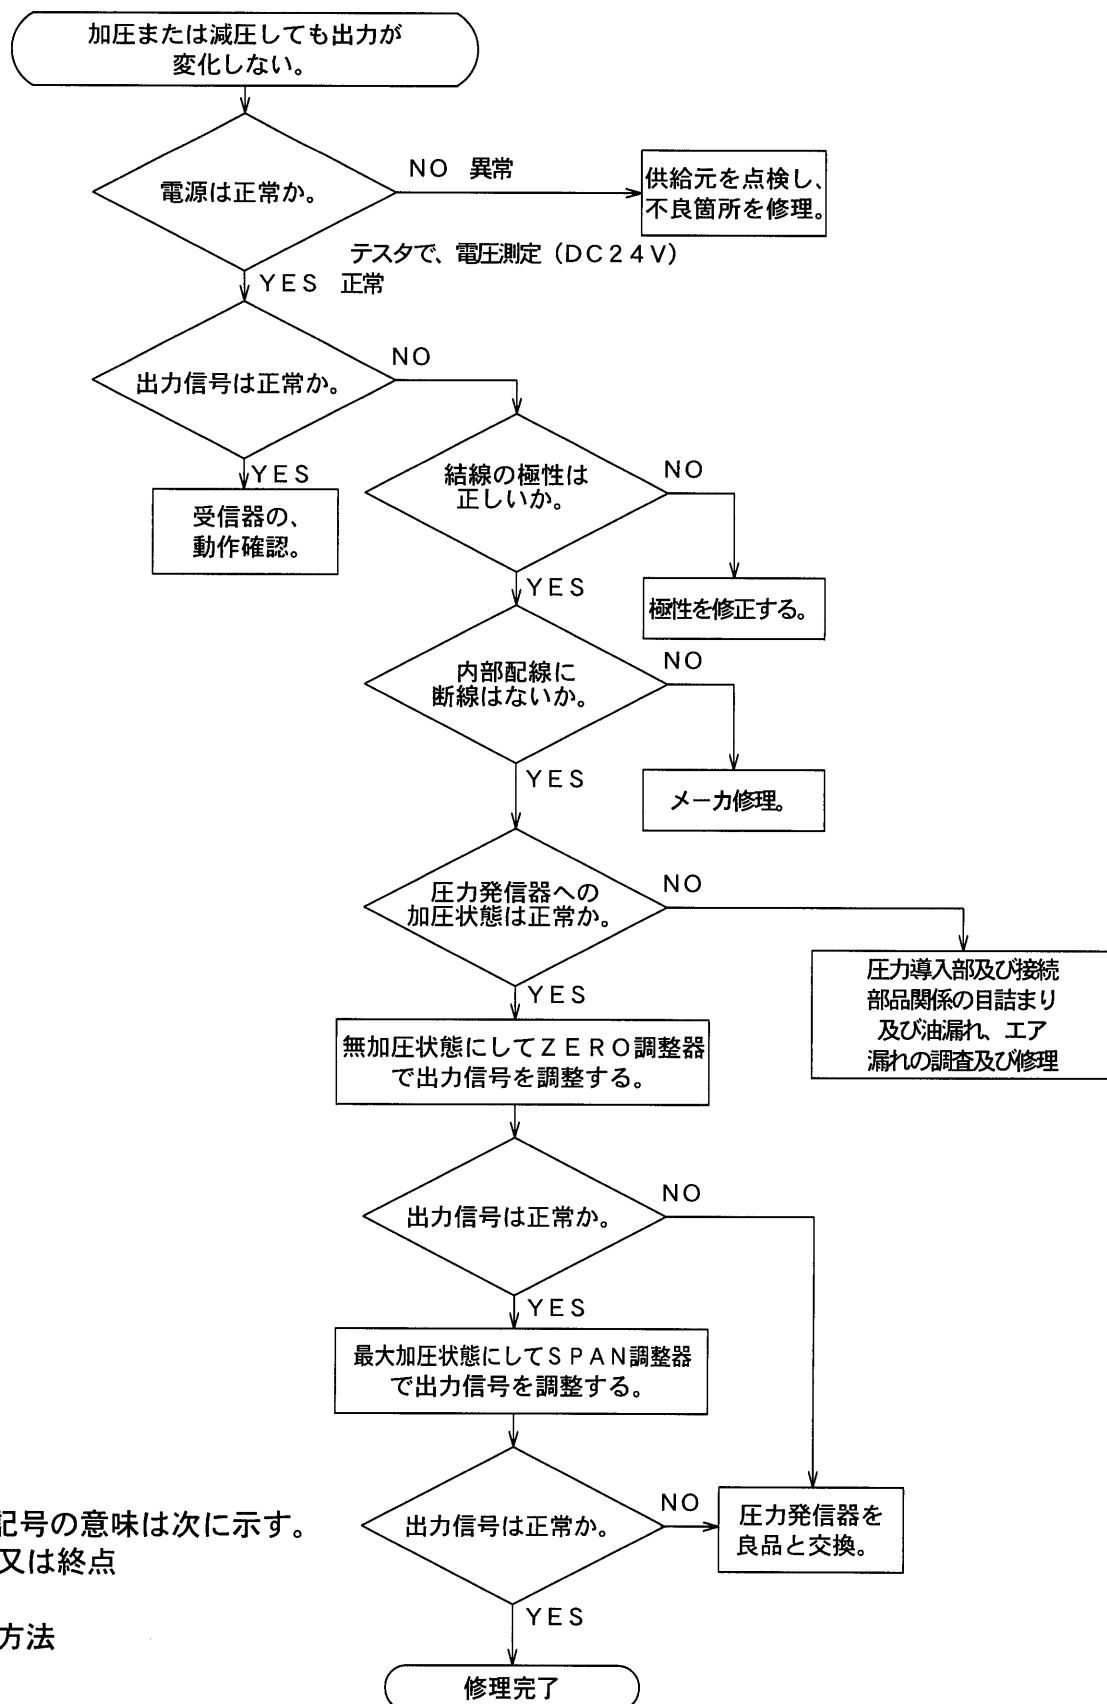 加圧または減圧しても出力が
変化しない。
電源は正常か。
NO 異常
供給元を点検し、
不良箇所を修理。
テスタで、電圧測定（DC24V）
YES 正常
出力信号は正常か。
NO
YES
受信器の、
動作確認。
結線の極性は
正しいか。
NO
YES
極性を修正する。
内部配線に
断線はないか。
NO
YES
メーカ修理。
圧力発信器への
加圧状態は正常か。
NO
YES
圧力導入部及び接続
部品関係の目詰まり
及び油漏れ、エア
漏れの調査及び修理
無加圧状態にしてZERO調整器
で出力信号を調整する。
出力信号は正常か。
NO
YES
最大加圧状態にしてSPAN調整器
で出力信号を調整する。
出力信号は正常か。
NO
圧力発信器を
良品と交換。
YES
修理完了
記号の意味は次に示す。
又は終点
方法